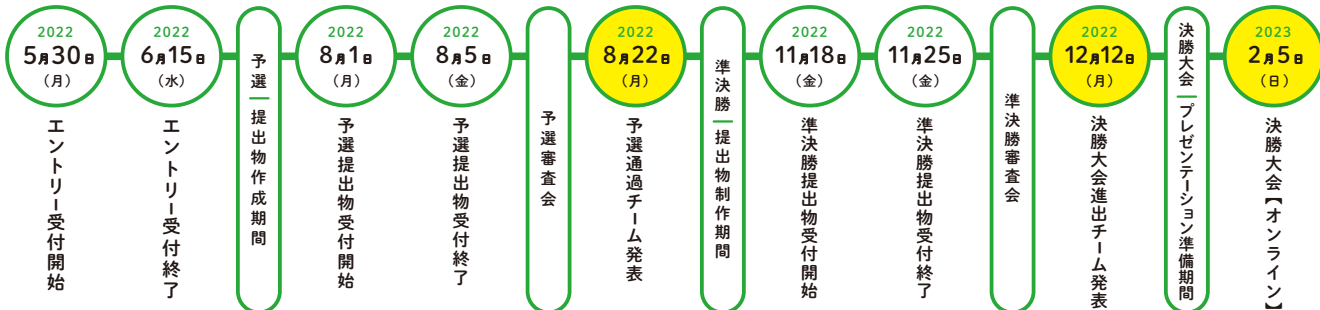 2022
5月30日
(月)
エントリー受付開始
2022
6月15日
(水)
エントリー受付終了
予選｜提出物作成期間
2022
8月1日
(月)
予選提出物受付開始
2022
8月5日
(金)
予選提出物受付終了
予選審査会
2022
8月22日
(月)
予選通過チーム発表
準決勝｜提出物制作期間
2022
11月18日
(金)
準決勝提出物受付開始
2022
11月25日
(金)
準決勝提出物受付終了
準決勝審査会
2022
12月12日
(月)
決勝大会進出チーム発表
決勝大会｜プレゼンテーション準備期間
2023
2月5日
(日)
決勝大会【オンライン】